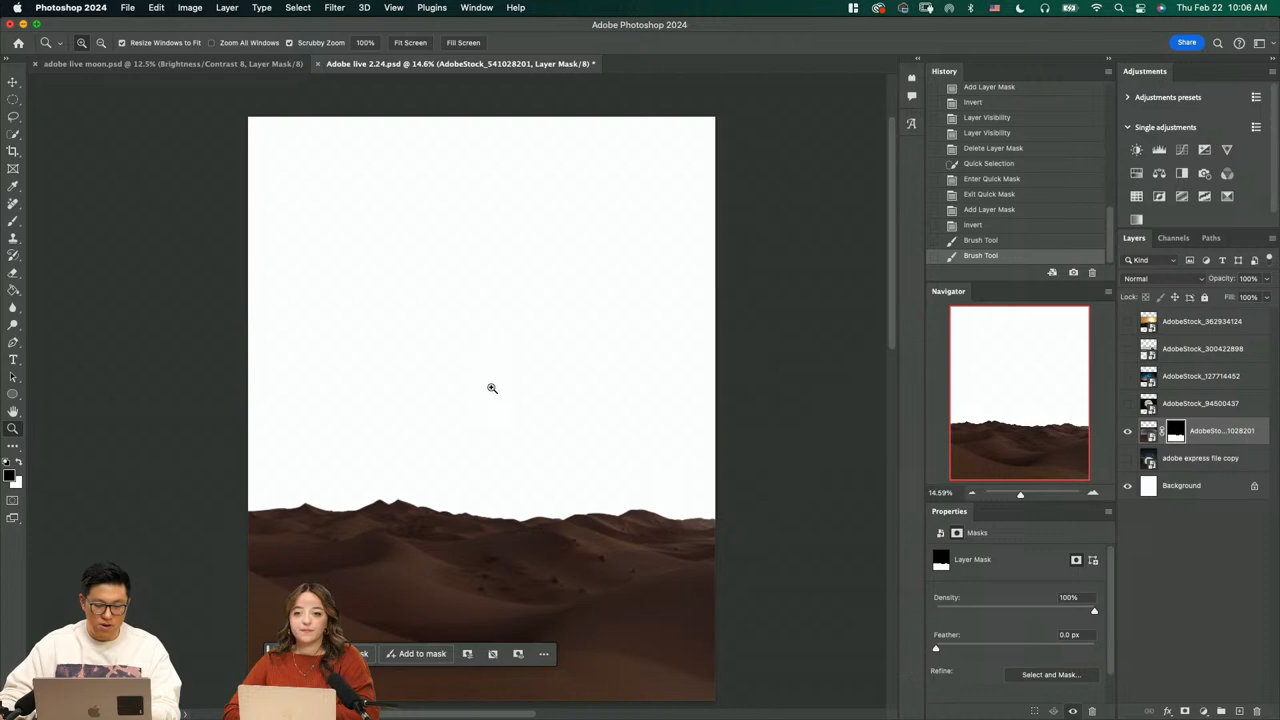 Photoshop 2024 File Edit Image Layer Type Select Filter View Plugins Window Help Thu Feb 22 10:06 AM
Adobe Photoshop 2024
Resize Windows to Fit Zoom All Windows Scrubby Zoom 100% Fit Screen Fill Screen Share
adobe live moon.psd @ 12.5% (Brightness/Contrast 8, Layer Mask/8) Adobe live 2.24.psd @ 14.6% (AdobeStock_541028201, Layer Mask/8) *
History
Add Layer Mask
Invert
Layer Visibility
Layer Visibility
Delete Layer Mask
Quick Selection
Enter Quick Mask
Exit Quick Mask
Add Layer Mask
Invert
Brush Tool
Brush Tool
Navigator
14.59%
Properties
Masks
Layer Mask
Density: 100%
Feather: 0.0 px
Refine: Select and Mask...
Adjustments
Adjustments presets
Single adjustments
Layers Channels Paths
Kind
Normal Opacity: 100%
Lock: Fill: 100%
AdobeStock_362934124
AdobeStock_300422898
AdobeStock_127714452
AdobeStock_94500437
AdobeSto...1028201
adobe express file copy
Background
Add to mask